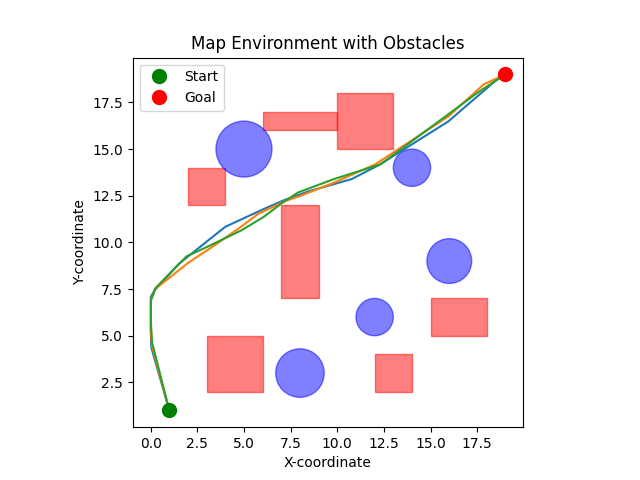 Map Environment with Obstacles
Start
Goal
17.5
15.0
12.5
10.0
7.5
5.0
2.5
Y-coordinate
0.0 2.5 5.0 7.5 10.0 12.5 15.0 17.5
X-coordinate